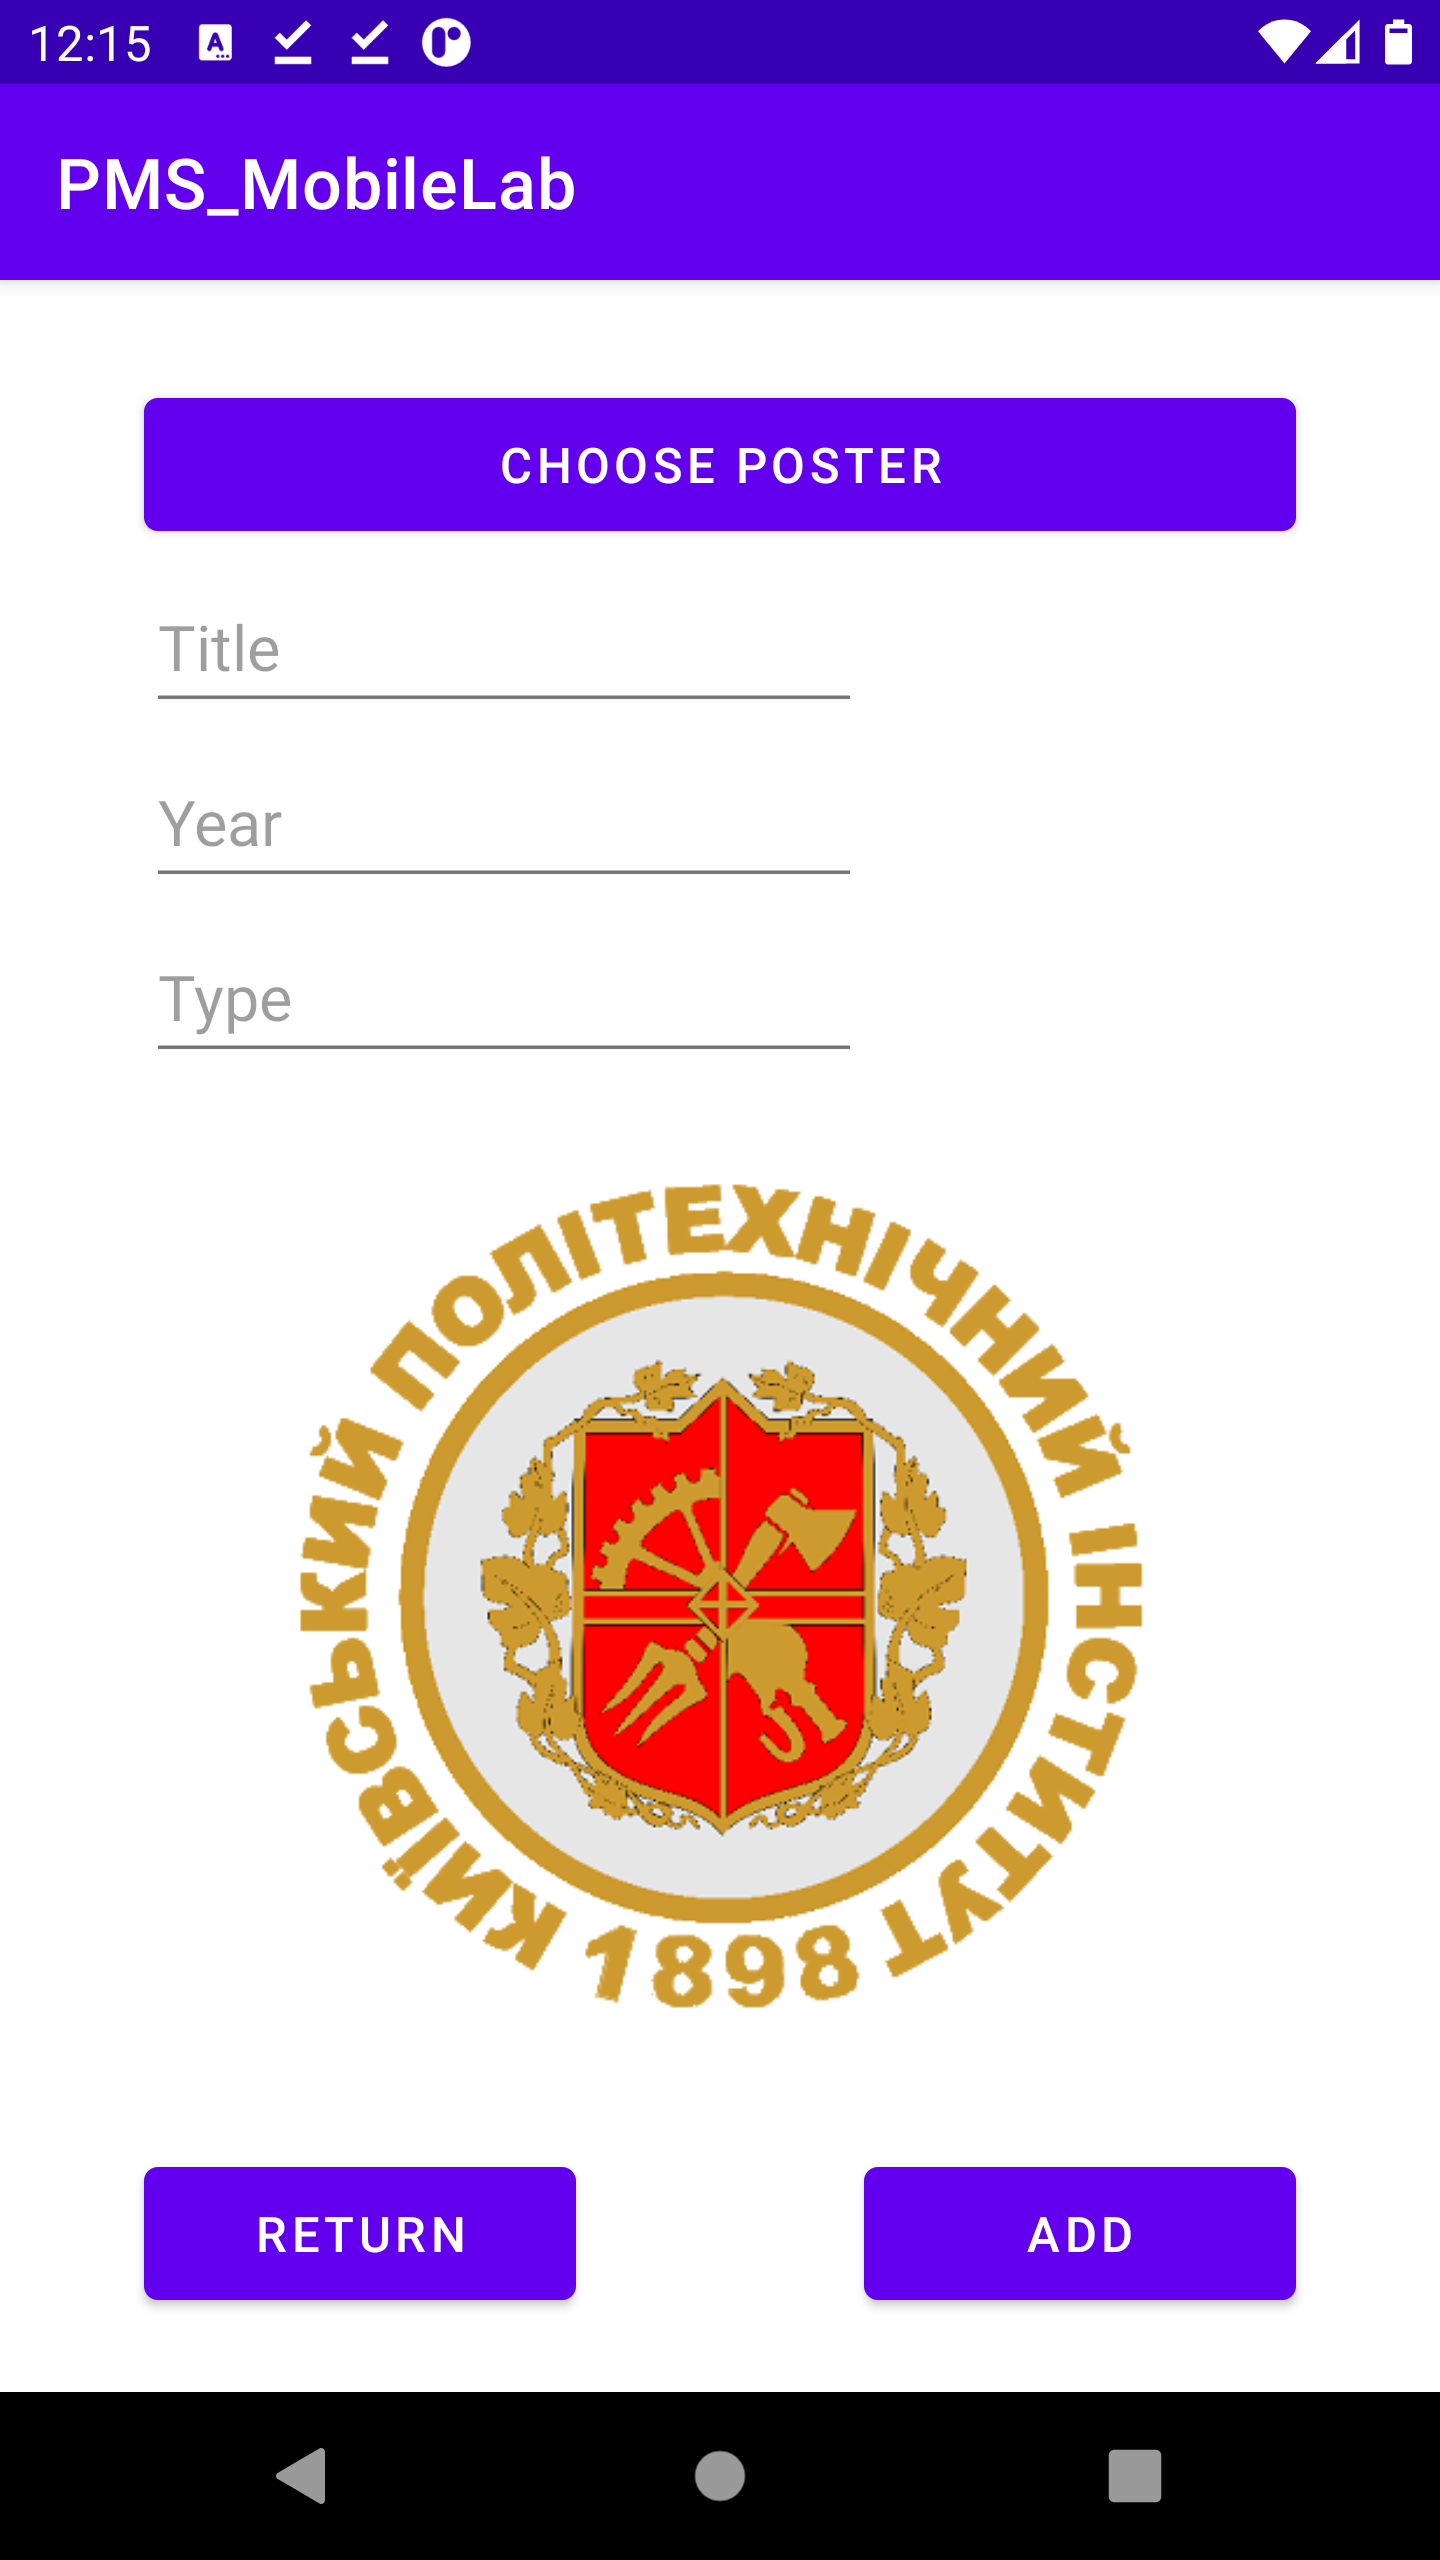 12:15
PMS_MobileLab
CHOOSE POSTER
Title
Year
Type
КИЇВСЬКИЙ ПОЛІТЕХНІЧНИЙ ІНСТИТУТ
1898
RETURN
ADD